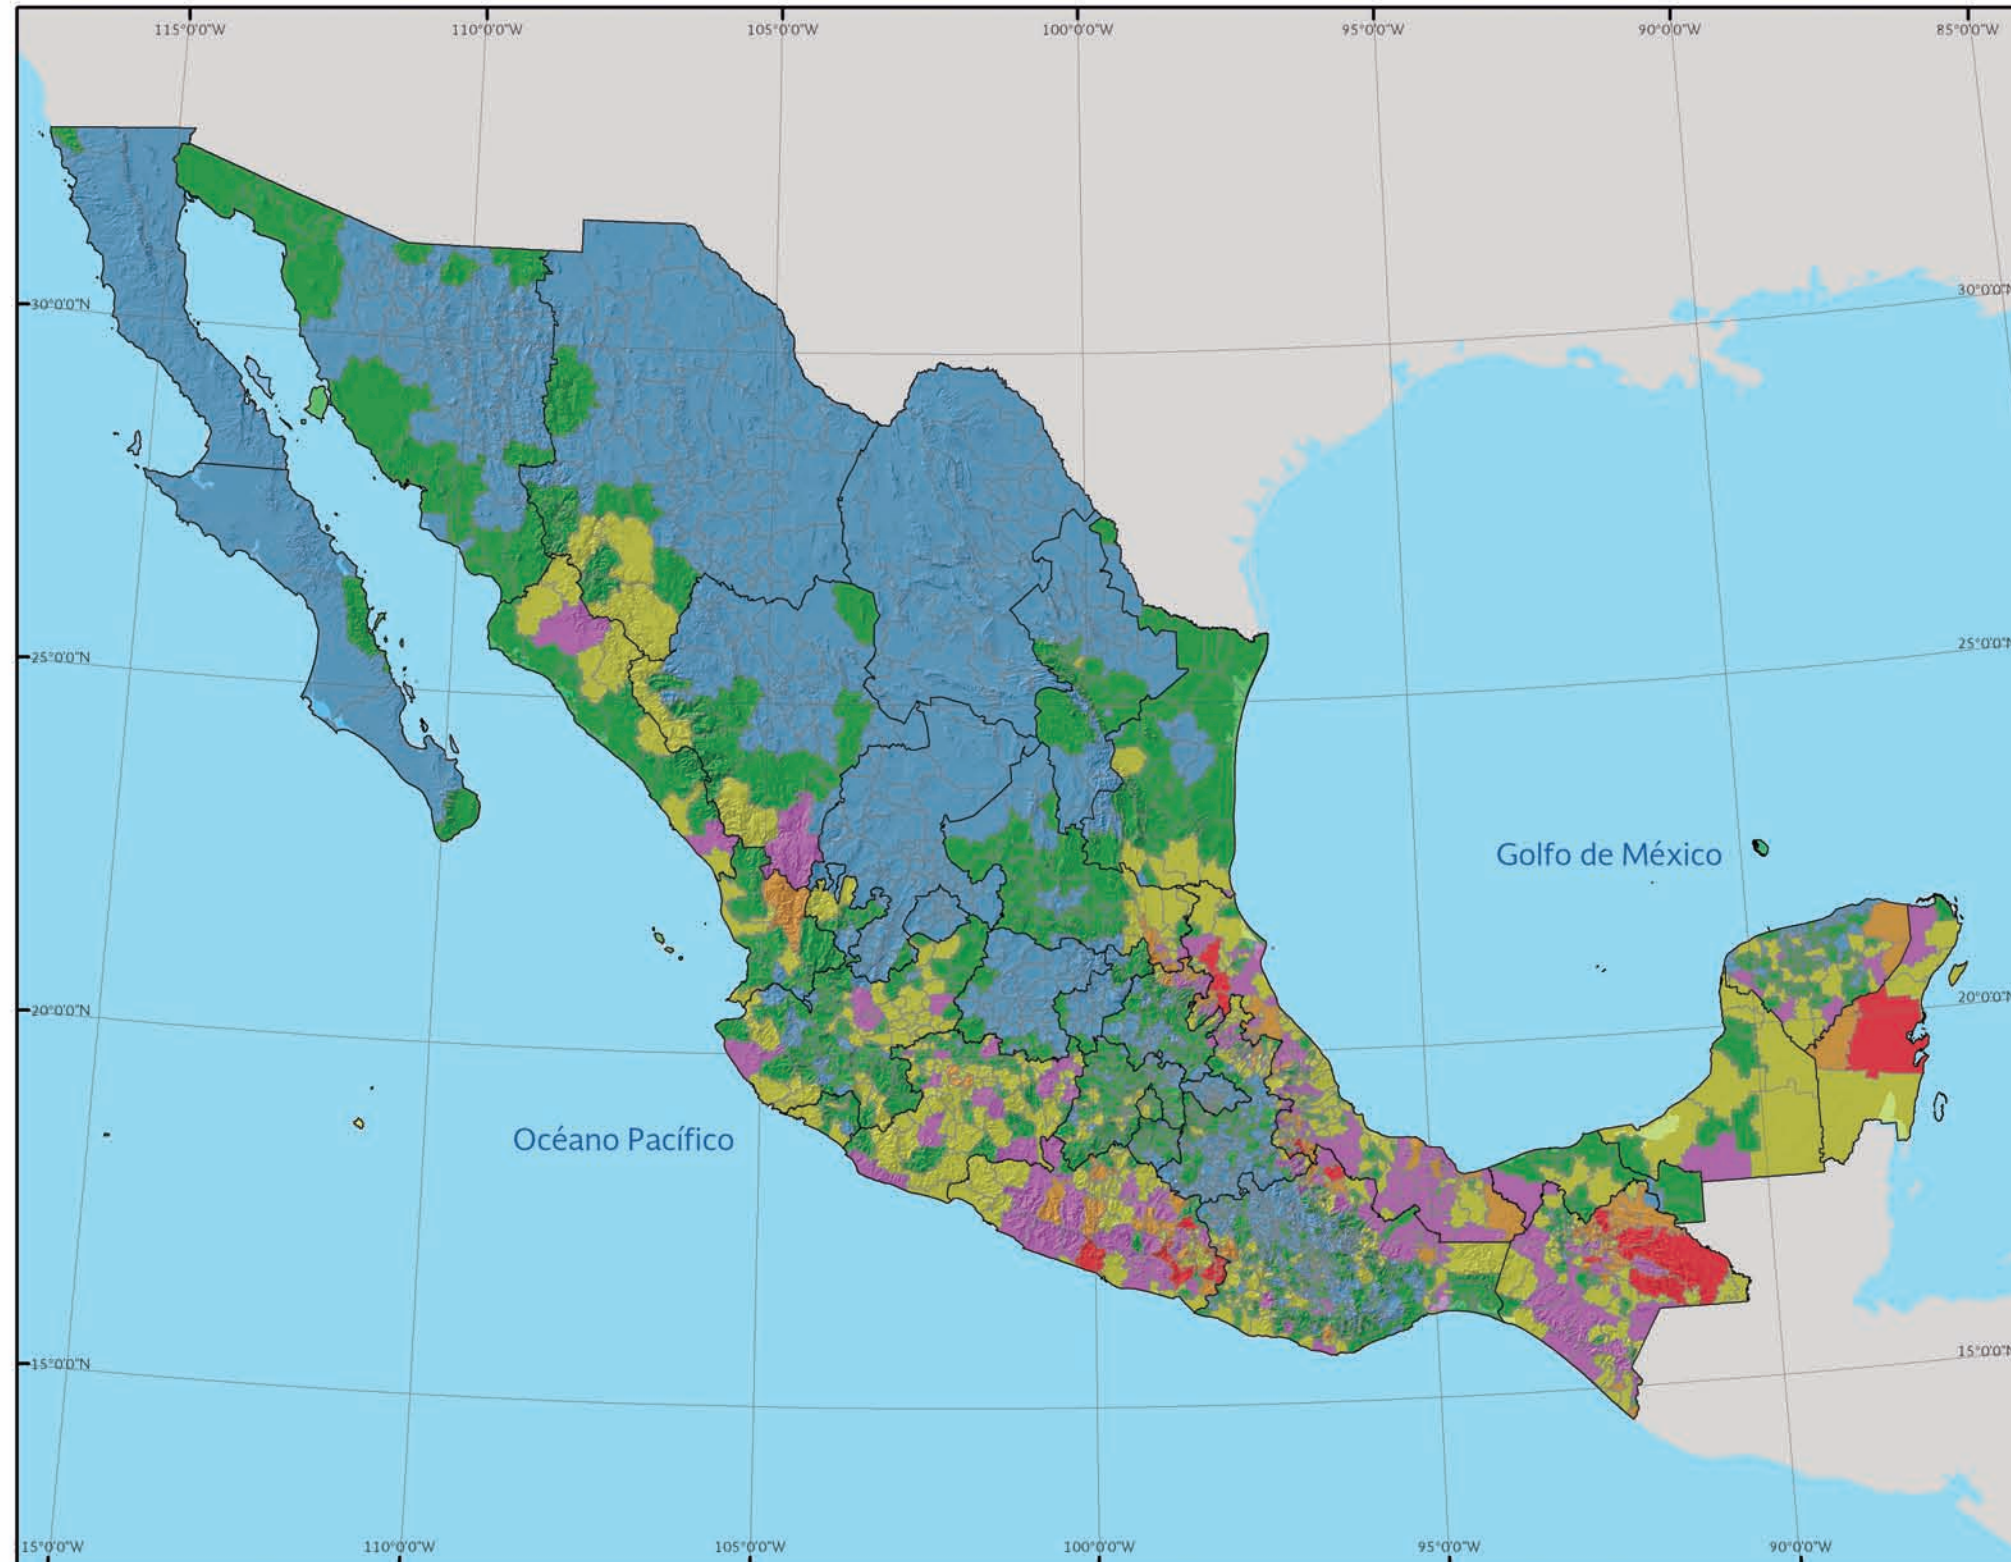 115°0'0"W 110°0'0"W 105°0'0"W 100°0'0"W 95°0'0"W 90°0'0"W 85°0'0"W
30°0'0"N 30°0'0"N
25°0'0"N 25°0'0"N
Golfo de México
20°0'0"N 20°0'0"N
Océano Pacífico
15°0'0"N 15°0'0"N
15°0'0"W 110°0'0"W 105°0'0"W 100°0'0"W 95°0'0"W 90°0'0"W